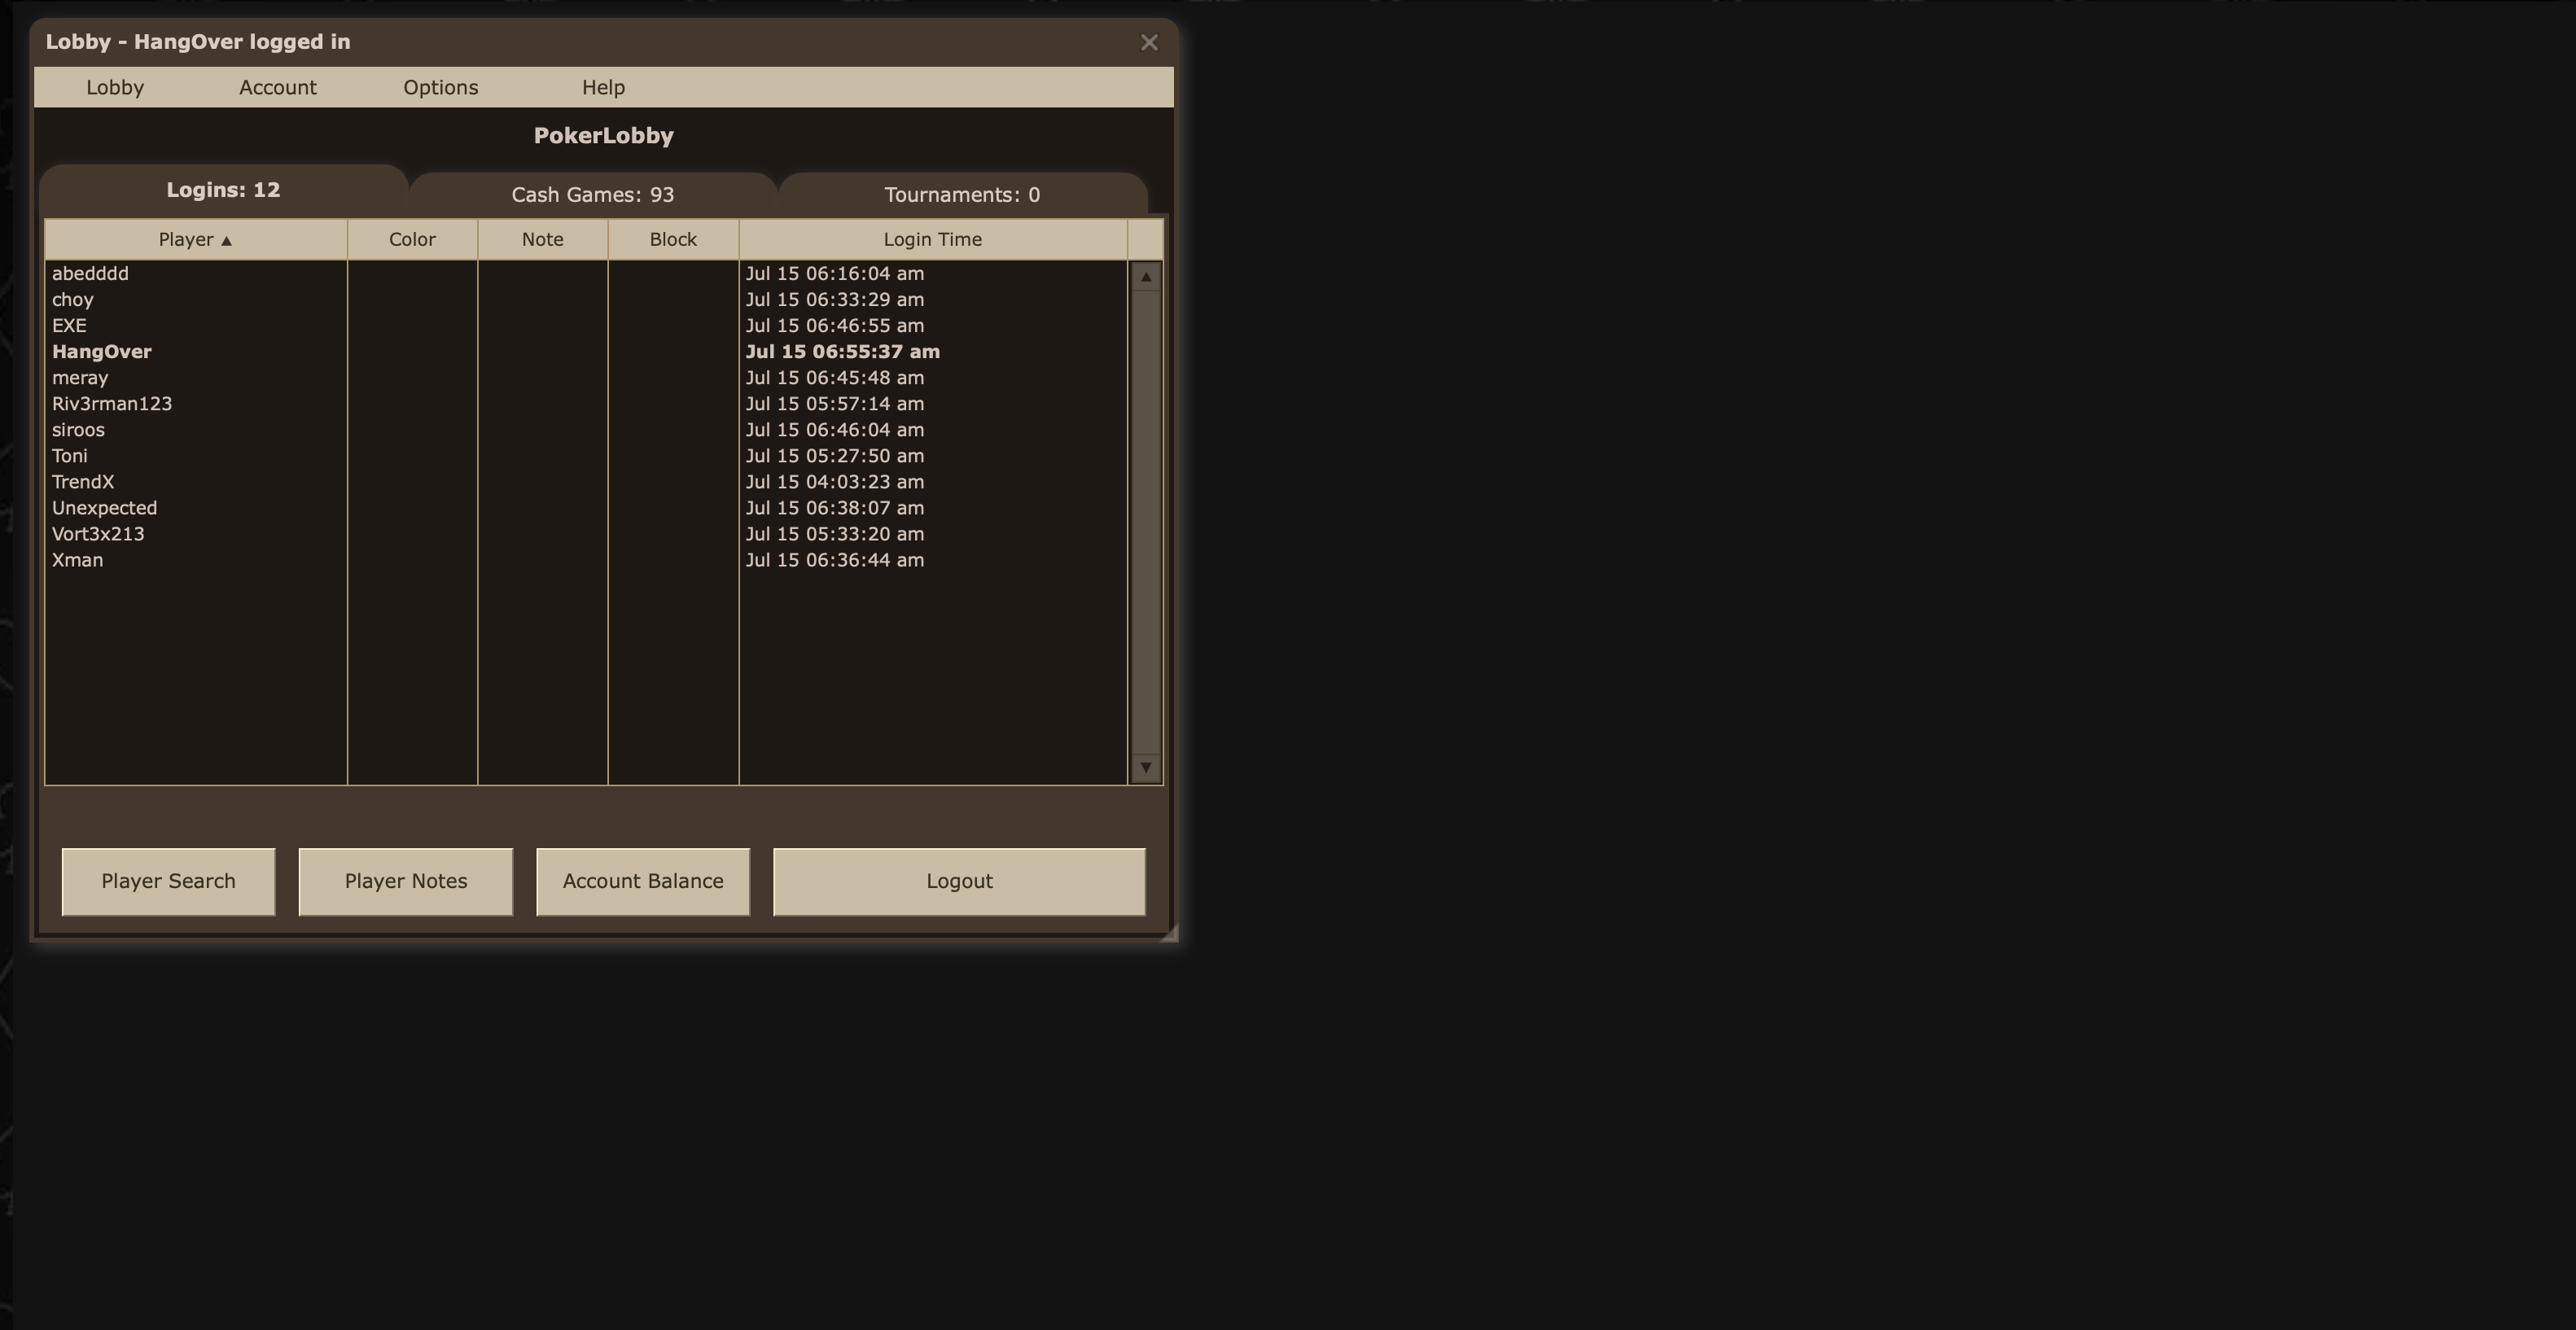 Lobby - HangOver logged in
Lobby Account Options Help
PokerLobby
Logins: 12 Cash Games: 93 Tournaments: 0
Player ▲ Color Note Block Login Time
abedddd Jul 15 06:16:04 am
choy Jul 15 06:33:29 am
EXE Jul 15 06:46:55 am
HangOver Jul 15 06:55:37 am
meray Jul 15 06:45:48 am
Riv3rman123 Jul 15 05:57:14 am
siroos Jul 15 06:46:04 am
Toni Jul 15 05:27:50 am
TrendX Jul 15 04:03:23 am
Unexpected Jul 15 06:38:07 am
Vort3x213 Jul 15 05:33:20 am
Xman Jul 15 06:36:44 am
Player Search Player Notes Account Balance Logout